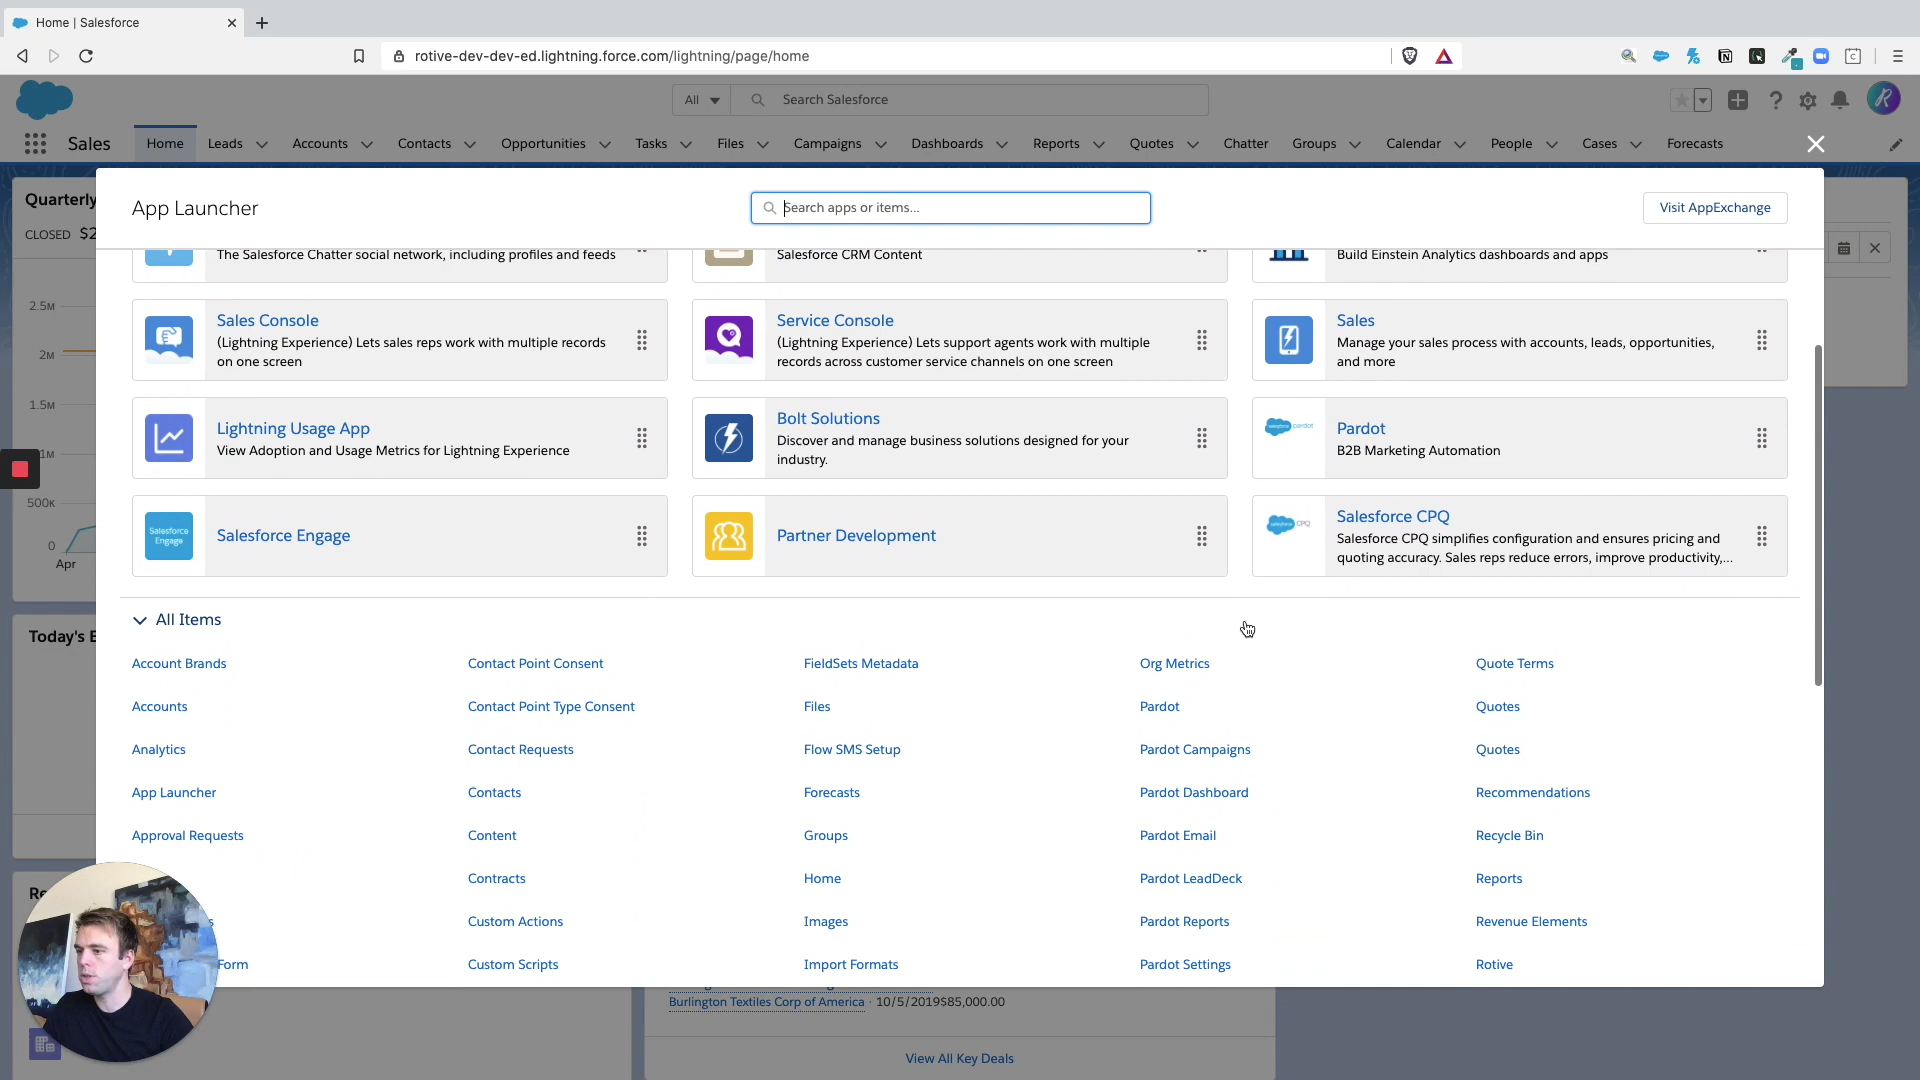 Home | Salesforce
rotive-dev-dev-ed.lightning.force.com/lightning/page/home
All
Search Salesforce
Sales
Home
Leads
Accounts
Contacts
Opportunities
Tasks
Files
Campaigns
Dashboards
Reports
Quotes
Chatter
Groups
Calendar
People
Cases
Forecasts
Quarterly
CLOSED $2
2.5M
2M
1.5M
1M
500K
0
Apr
Today's E
Re
App Launcher
Search apps or items...
Visit AppExchange
The Salesforce Chatter social network, including profiles and feeds
Salesforce CRM Content
Build Einstein Analytics dashboards and apps
Sales Console
(Lightning Experience) Lets sales reps work with multiple records
on one screen
Service Console
(Lightning Experience) Lets support agents work with multiple
records across customer service channels on one screen
Sales
Manage your sales process with accounts, leads, opportunities,
and more
Lightning Usage App
View Adoption and Usage Metrics for Lightning Experience
Bolt Solutions
Discover and manage business solutions designed for your
industry.
Pardot
B2B Marketing Automation
Salesforce
Engage
Salesforce Engage
Partner Development
CPQ
Salesforce CPQ
Salesforce CPQ simplifies configuration and ensures pricing and
quoting accuracy. Sales reps reduce errors, improve productivity,...
All Items
Account Brands
Contact Point Consent
FieldSets Metadata
Org Metrics
Quote Terms
Accounts
Contact Point Type Consent
Files
Pardot
Quotes
Analytics
Contact Requests
Flow SMS Setup
Pardot Campaigns
Quotes
App Launcher
Contacts
Forecasts
Pardot Dashboard
Recommendations
Approval Requests
Content
Groups
Pardot Email
Recycle Bin
Contracts
Home
Pardot LeadDeck
Reports
s
Custom Actions
Images
Pardot Reports
Revenue Elements
Form
Custom Scripts
Import Formats
Pardot Settings
Rotive
Burlington Textiles Corp of America · 10/5/2019$85,000.00
View All Key Deals